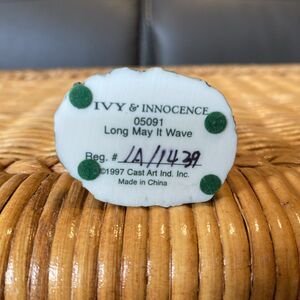 IVY & INNOCENCE
05091
Long May It Wave
Reg. # 1A/1439
©1997 Cast Art Ind. Inc.
Made in China